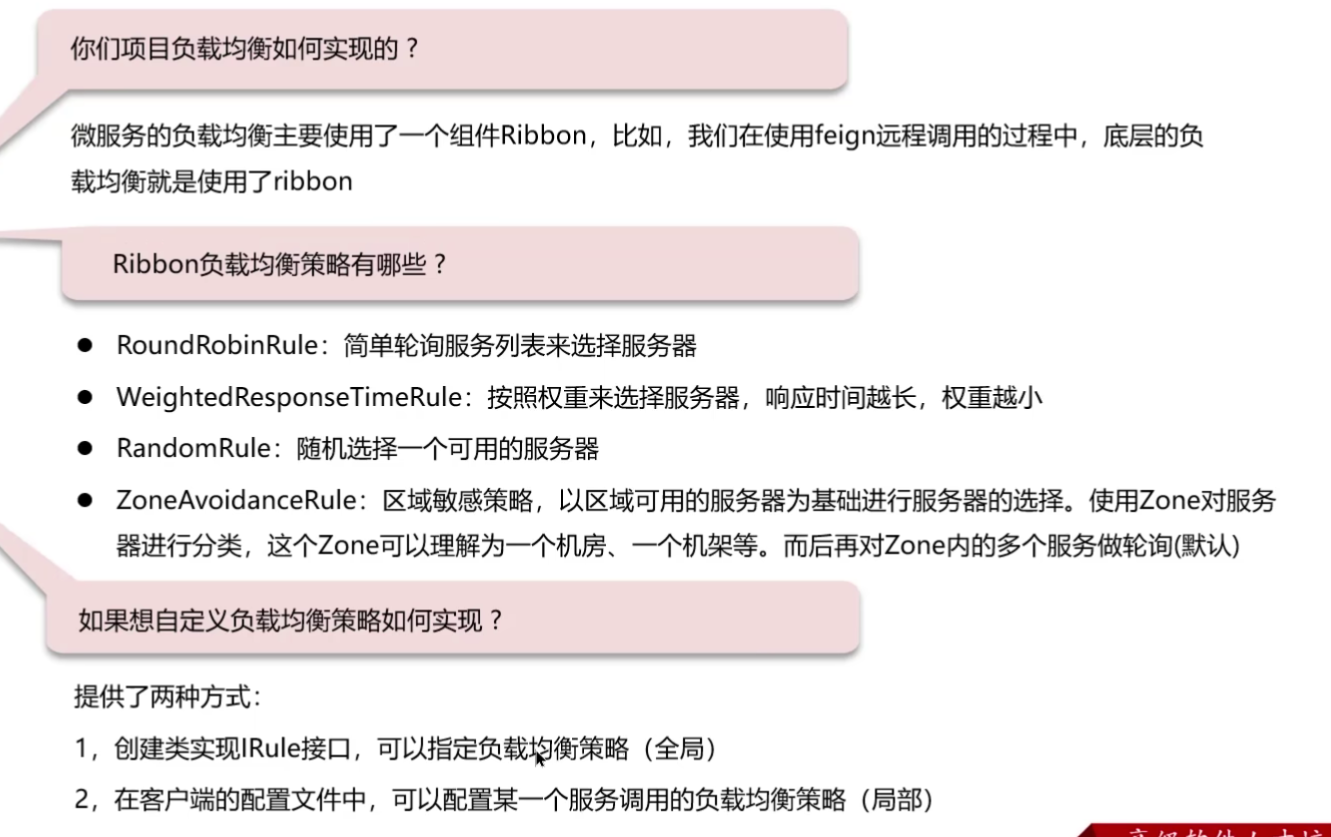 你们项目负载均衡如何实现的？
微服务的负载均衡主要使用了一个组件Ribbon，比如，我们在使用feign远程调用的过程中，底层的负
载均衡就是使用了ribbon
Ribbon负载均衡策略有哪些？
● RoundRobinRule：简单轮询服务列表来选择服务器
● WeightedResponseTimeRule：按照权重来选择服务器，响应时间越长，权重越小
● RandomRule：随机选择一个可用的服务器
● ZoneAvoidanceRule：区域敏感策略，以区域可用的服务器为基础进行服务器的选择。使用Zone对服务
器进行分类，这个Zone可以理解为一个机房、一个机架等。而后再对Zone内的多个服务做轮询(默认)
如果想自定义负载均衡策略如何实现？
提供了两种方式：
1，创建类实现IRule接口，可以指定负载均衡策略（全局）
2，在客户端的配置文件中，可以配置某一个服务调用的负载均衡策略（局部）